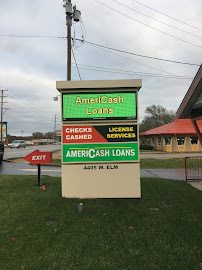 AmeriCash
Loans
CHECKS
CASHED
LICENSE
SERVICES
AMERICASH LOANS
4405 W. ELM
EXIT